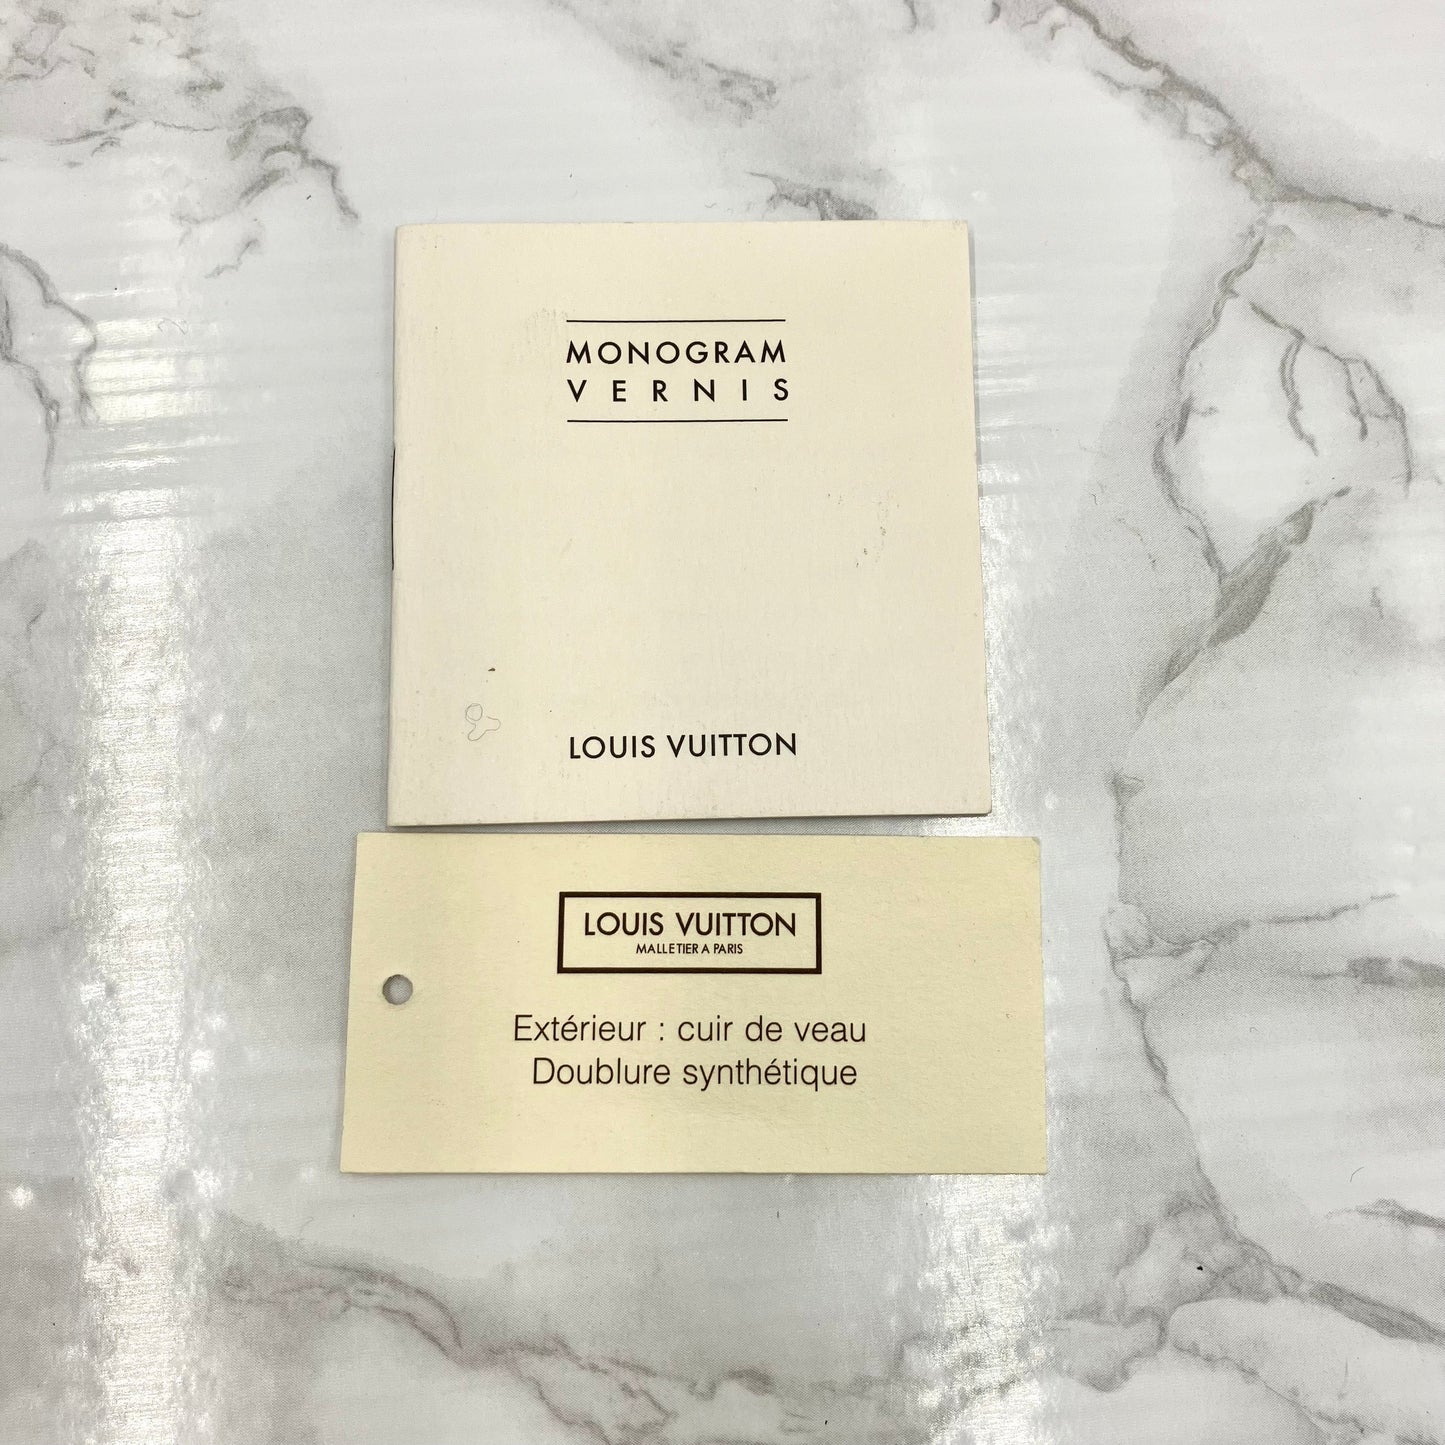 MONOGRAM
VERNIS
LOUIS VUITTON
LOUIS VUITTON
MALLETIER A PARIS
Extérieur : cuir de veau
Doublure synthétique